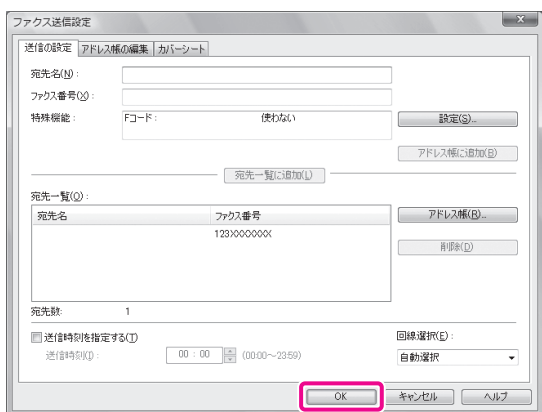 ファクス送信設定
送信の設定 アドレス帳の編集 カバーシート
宛先名(N)：
ファクス番号(X)：
特殊機能： Fコード： 使わない 設定(S)...
アドレス帳に追加(B)
宛先一覧に追加(L)
宛先一覧(O)：
宛先名 ファクス番号 アドレス帳(R)...
123XXXXXXX
削除(D)
宛先数： 1
送信時刻を指定する(T) 回線選択(E)：
送信時刻(I)： 00 : 00 (00:00～23:59) 自動選択
OK キャンセル ヘルプ